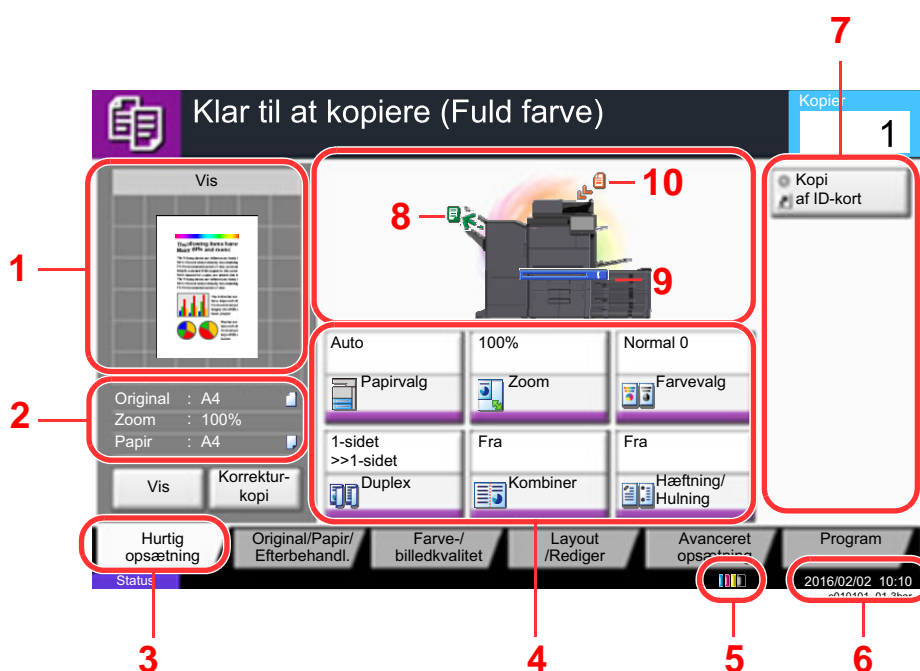 7
Klar til at kopiere (Fuld farve)
Kopier
1
Vis
10
8
9
1
Kopi
af ID-kort
Original : A4
Zoom : 100%
Papir : A4
2
Auto
Papirvalg
100%
Zoom
Normal 0
Farvevalg
1-sidet
>>1-sidet
Duplex
Fra
Kombiner
Fra
Hæftning/
Hulning
Vis
Korrektur-
kopi
Hurtig
opsætning
Original/Papir/
Efterbehandl.
Farve-/
billedkvalitet
Layout
/Rediger
Avanceret
opsætning
Program
Status
2016/02/02 10:10
3
4
5
6